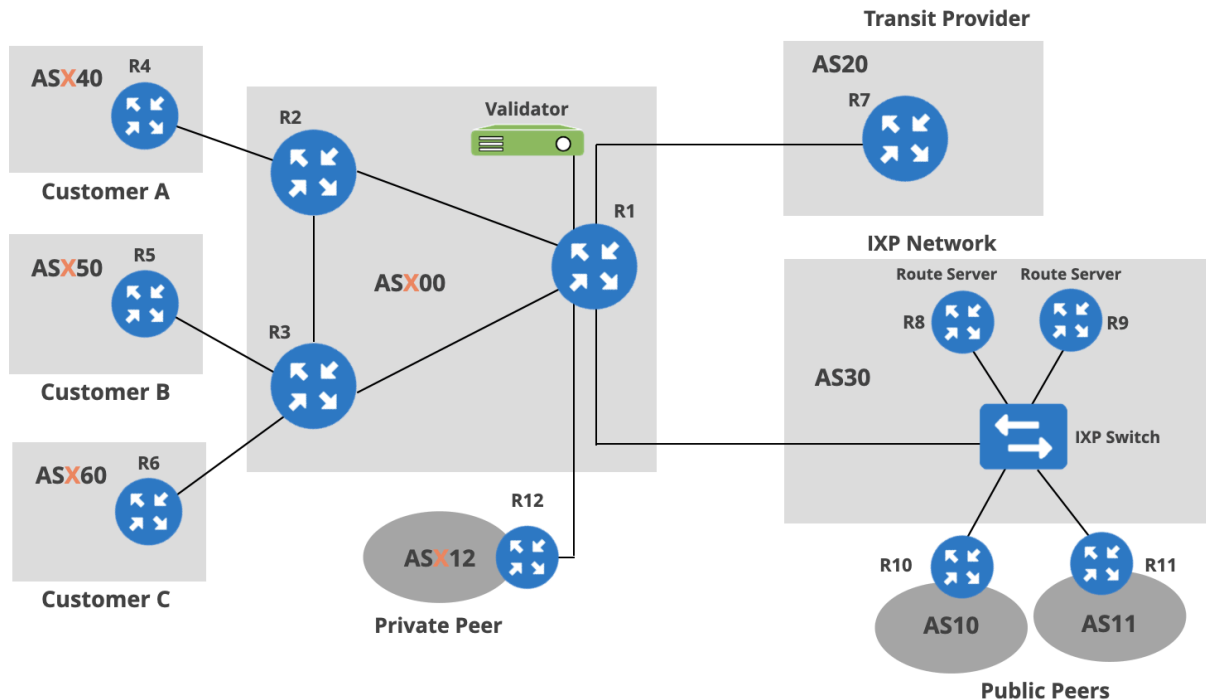 Transit Provider
ASX40
R4
Customer A
R2
Validator
AS20
R7
R1
ASX50
R5
Customer B
ASX00
R3
IXP Network
Route Server
Route Server
R8
R9
AS30
IXP Switch
ASX60
R6
Customer C
R12
ASX12
Private Peer
R10
R11
AS10
AS11
Public Peers